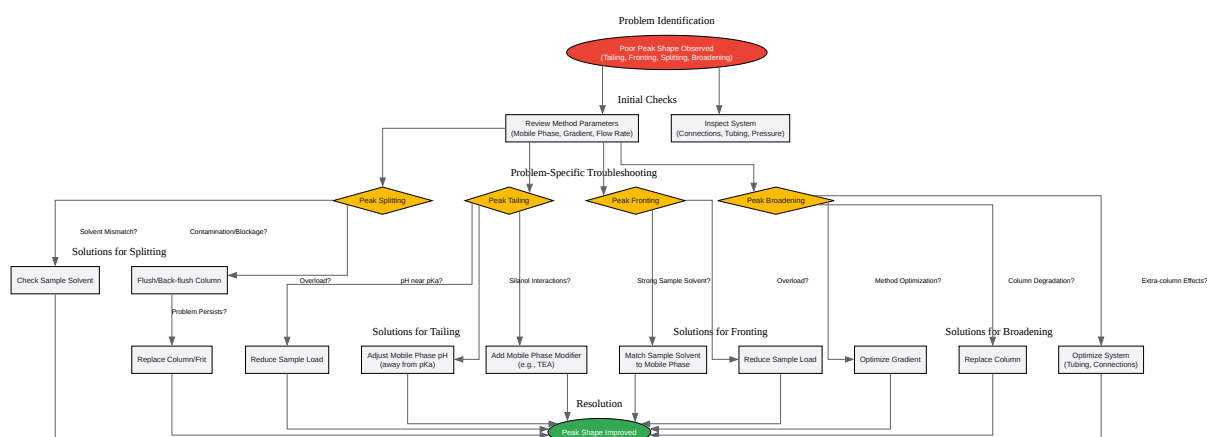 Problem Identification
Poor Peak Shape Observed
(Tailing, Fronting, Splitting, Broadening)
Initial Checks
Review Method Parameters
(Mobile Phase, Gradient, Flow Rate)
Inspect System
(Connections, Tubing, Pressure)
Problem-Specific Troubleshooting
Peak Splitting
Peak Tailing
Peak Fronting
Peak Broadening
Solvent Mismatch?
Contamination/Blockage?
Solutions for Splitting
Check Sample Solvent
Flush/Back-flush Column
Overload?
pH near pKa?
Silanol Interactions?
Strong Sample Solvent?
Overload?
Method Optimization?
Column Degradation?
Extra-column Effects?
Problem Persists?
Solutions for Tailing
Solutions for Fronting
Solutions for Broadening
Replace Column/Frit
Reduce Sample Load
Adjust Mobile Phase pH
(away from pKa)
Add Mobile Phase Modifier
(e.g., TEA)
Match Sample Solvent
to Mobile Phase
Reduce Sample Load
Optimize Gradient
Replace Column
Optimize System
(Tubing, Connections)
Resolution
Peak Shape Improved